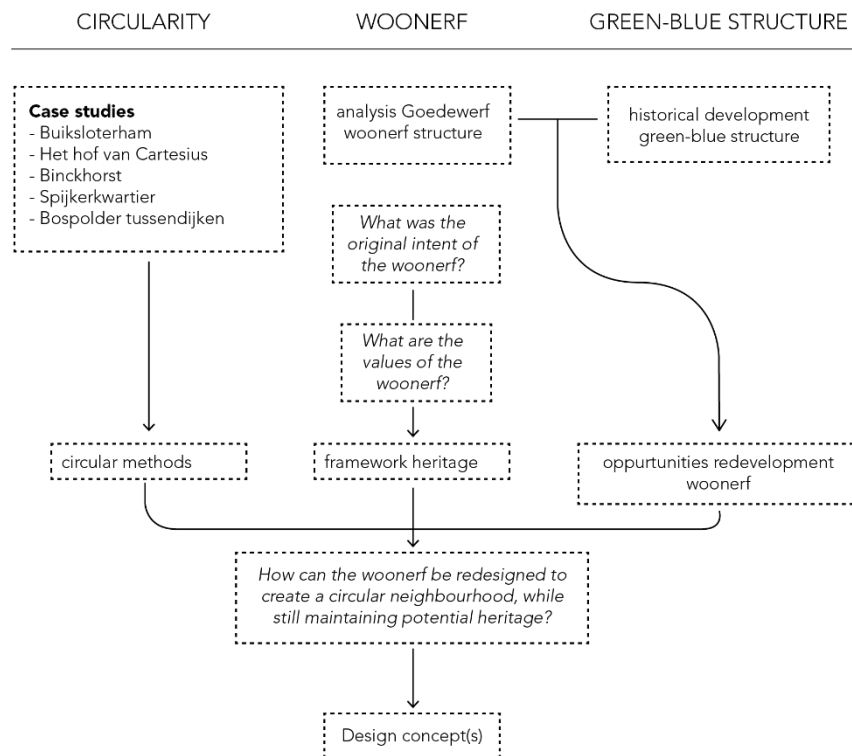 CIRCULARITY
WOONERF
GREEN-BLUE STRUCTURE
Case studies
- Buiksloterham
- Het hof van Cartesius
- Binckhorst
- Spijkerkwartier
- Bospolder tussendijken
analysis Goedewerf
woonerf structure
historical development
green-blue structure
What was the
original intent of
the woonerf?
What are the
values of the
woonerf?
circular methods
framework heritage
oppurtunities redevelopment
woonerf
How can the woonerf be redesigned to
create a circular neighbourhood, while
still maintaining potential heritage?
Design concept(s)